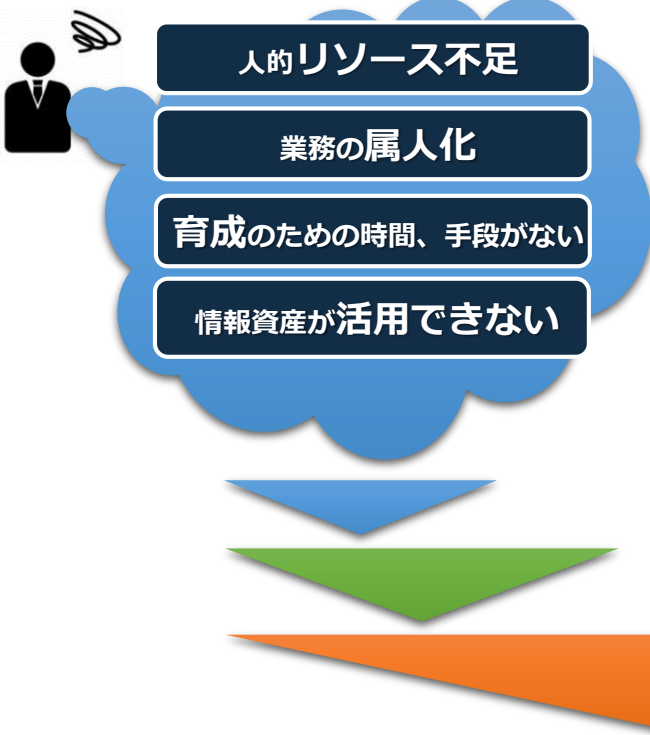 人的リソース不足
業務の属人化
育成のための時間、手段がない
情報資産が活用できない